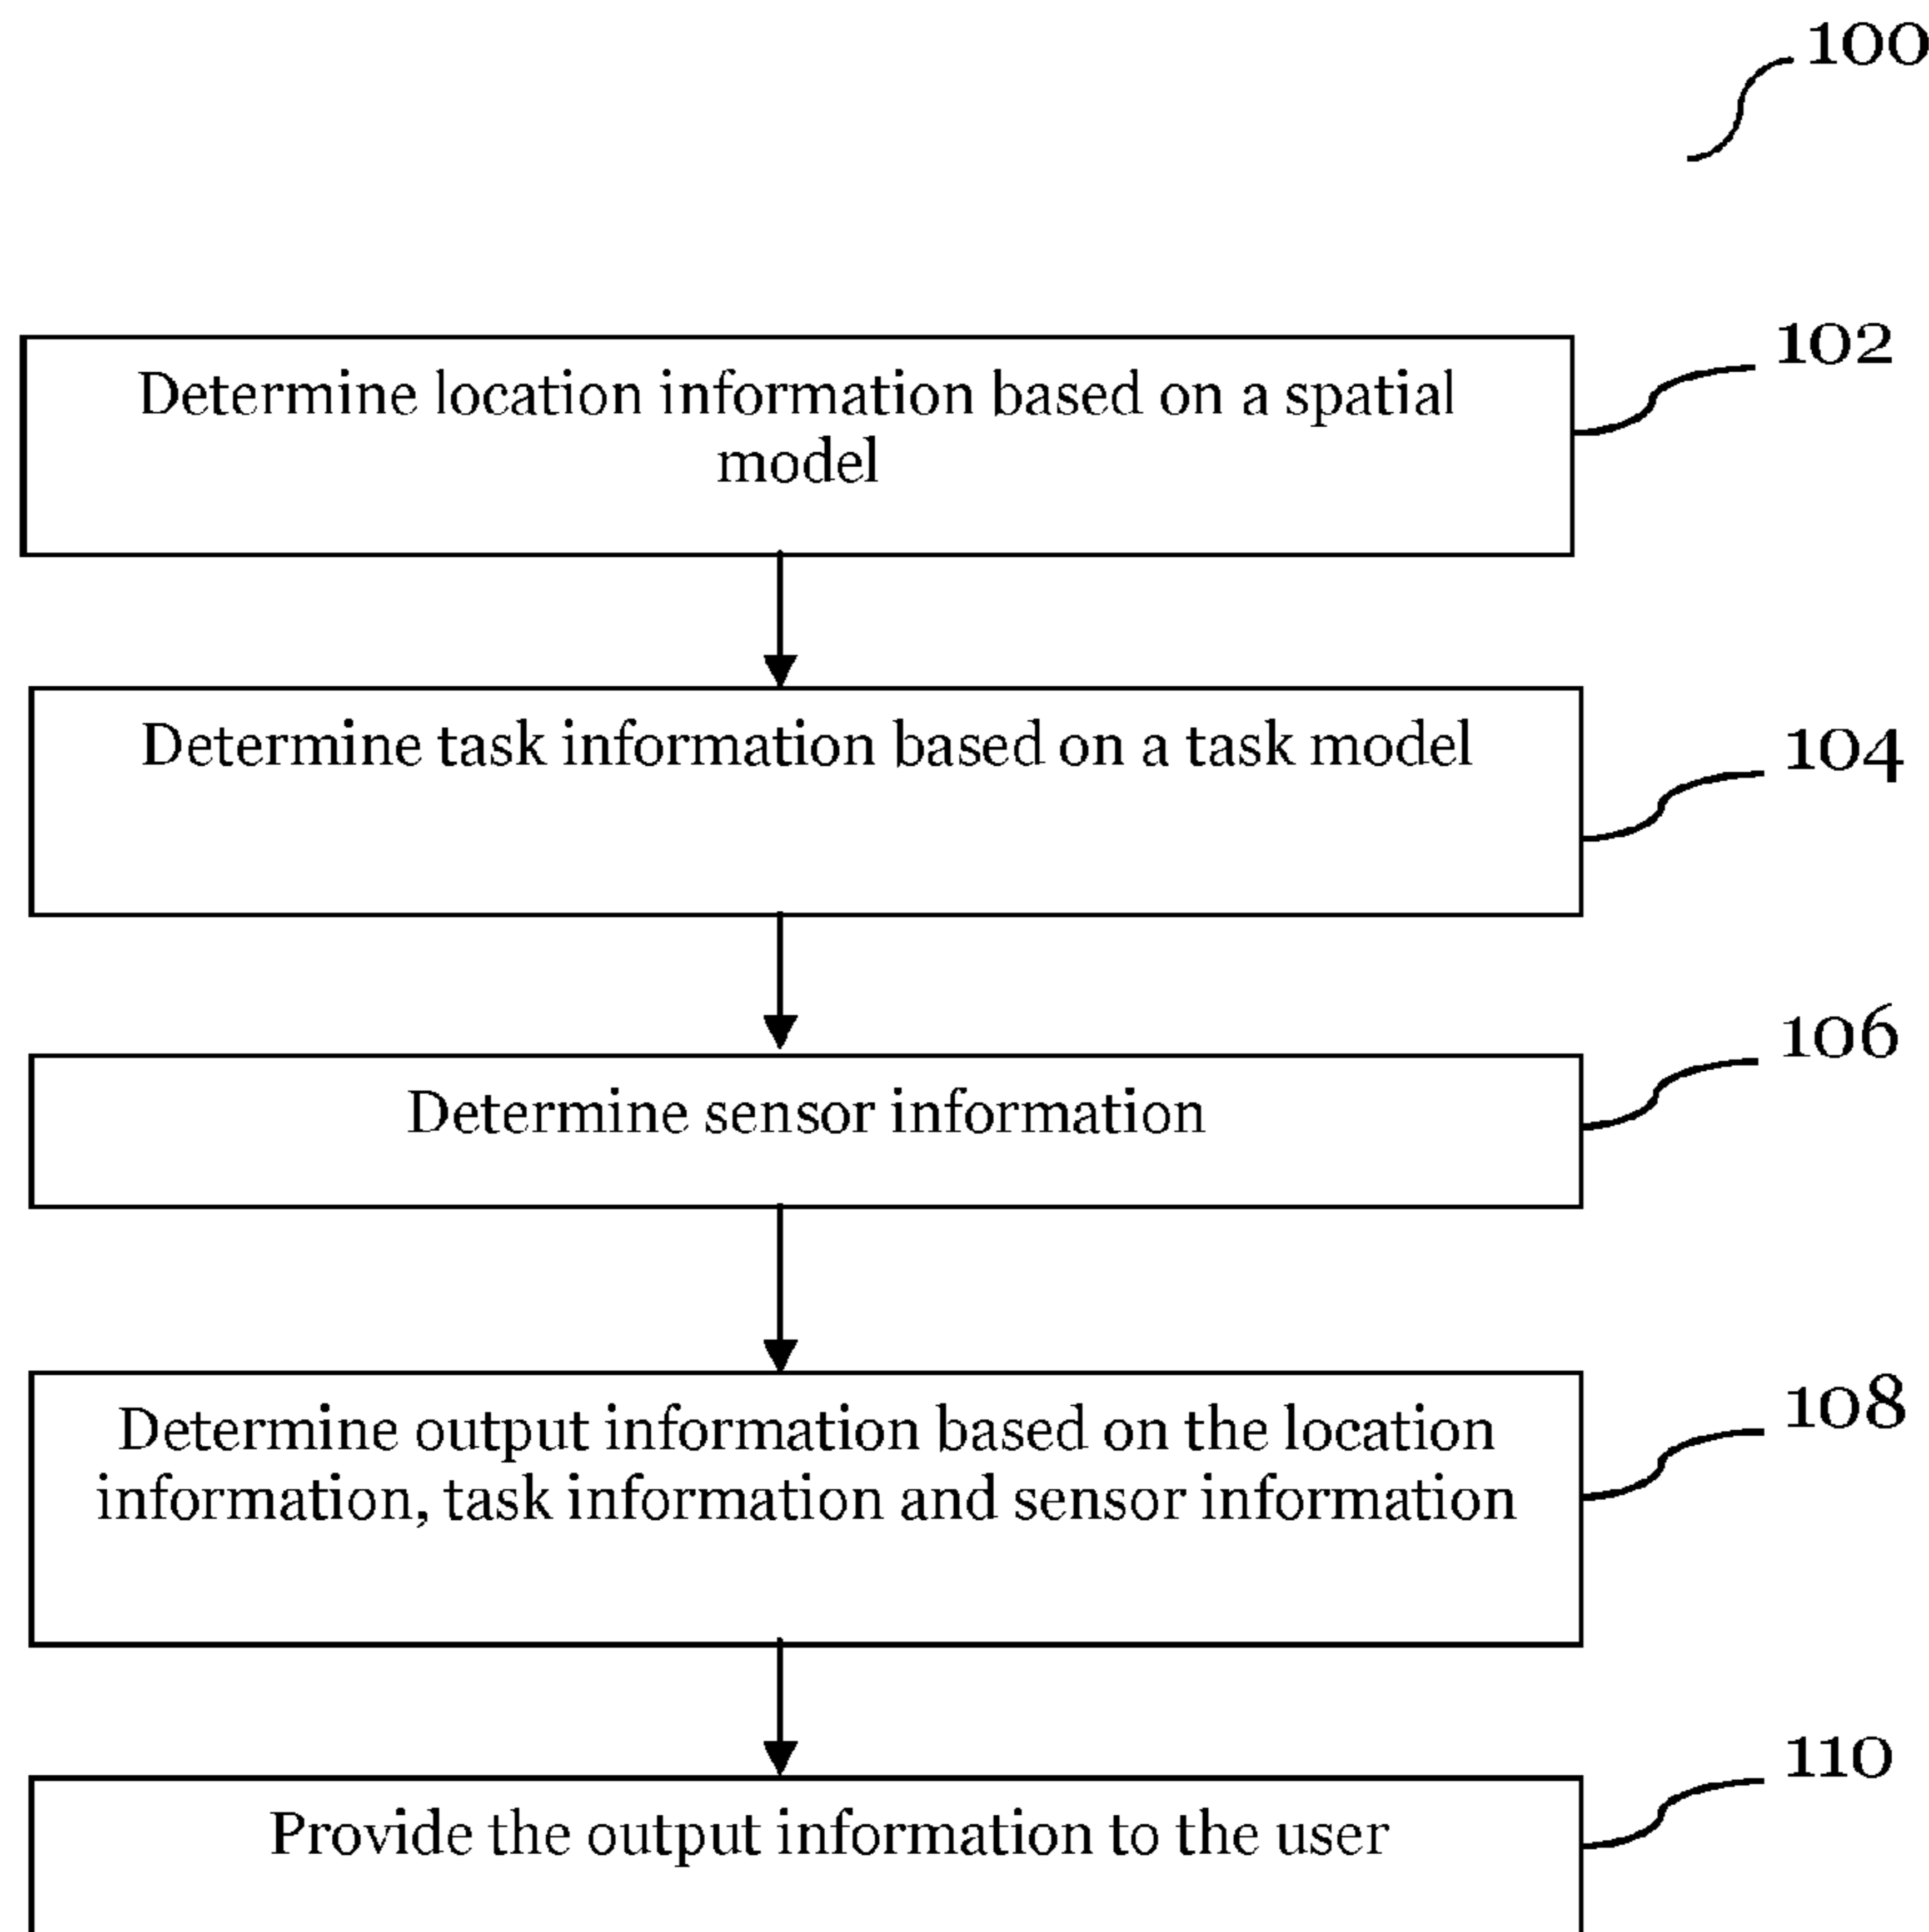 100
102
Determine location information based on a spatial
model
104
Determine task information based on a task model
106
Determine sensor information
108
Determine output information based on the location
information, task information and sensor information
110
Provide the output information to the user